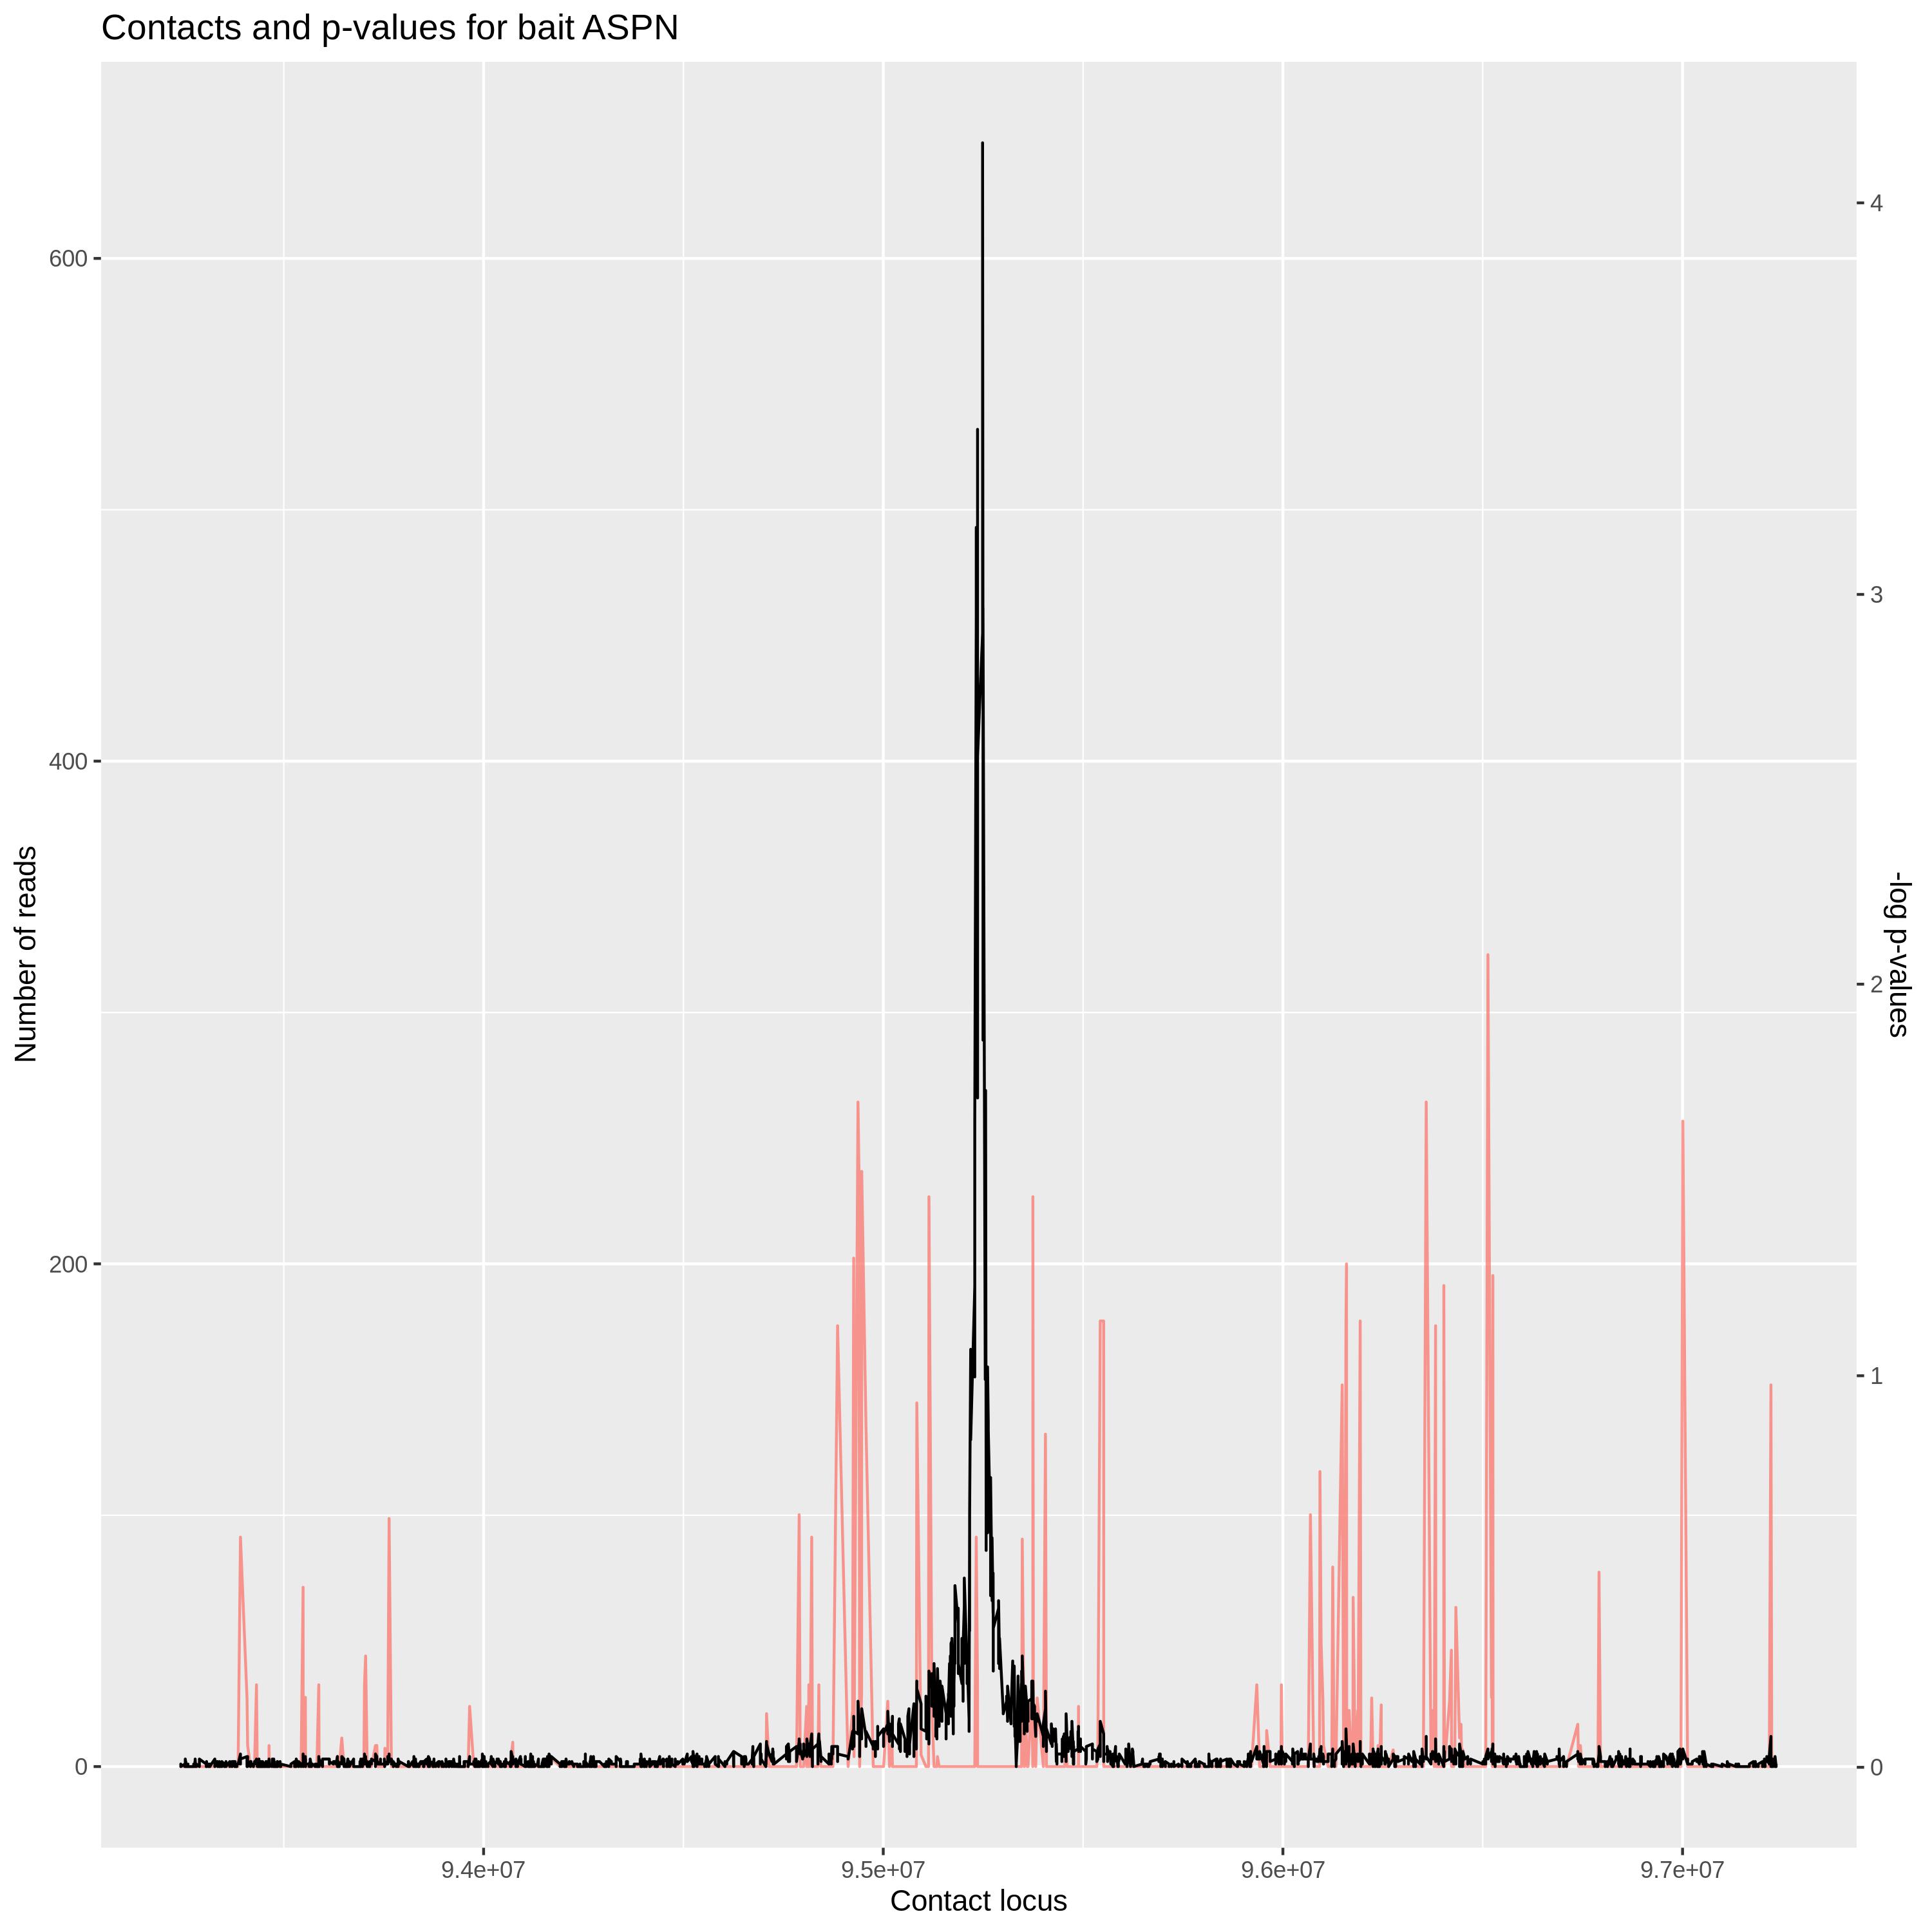 Contacts and p-values for bait ASPN
600
400
200
0
Number of reads
4
3
2
1
0
-log p-values
9.4e+07
9.5e+07
9.6e+07
9.7e+07
Contact locus